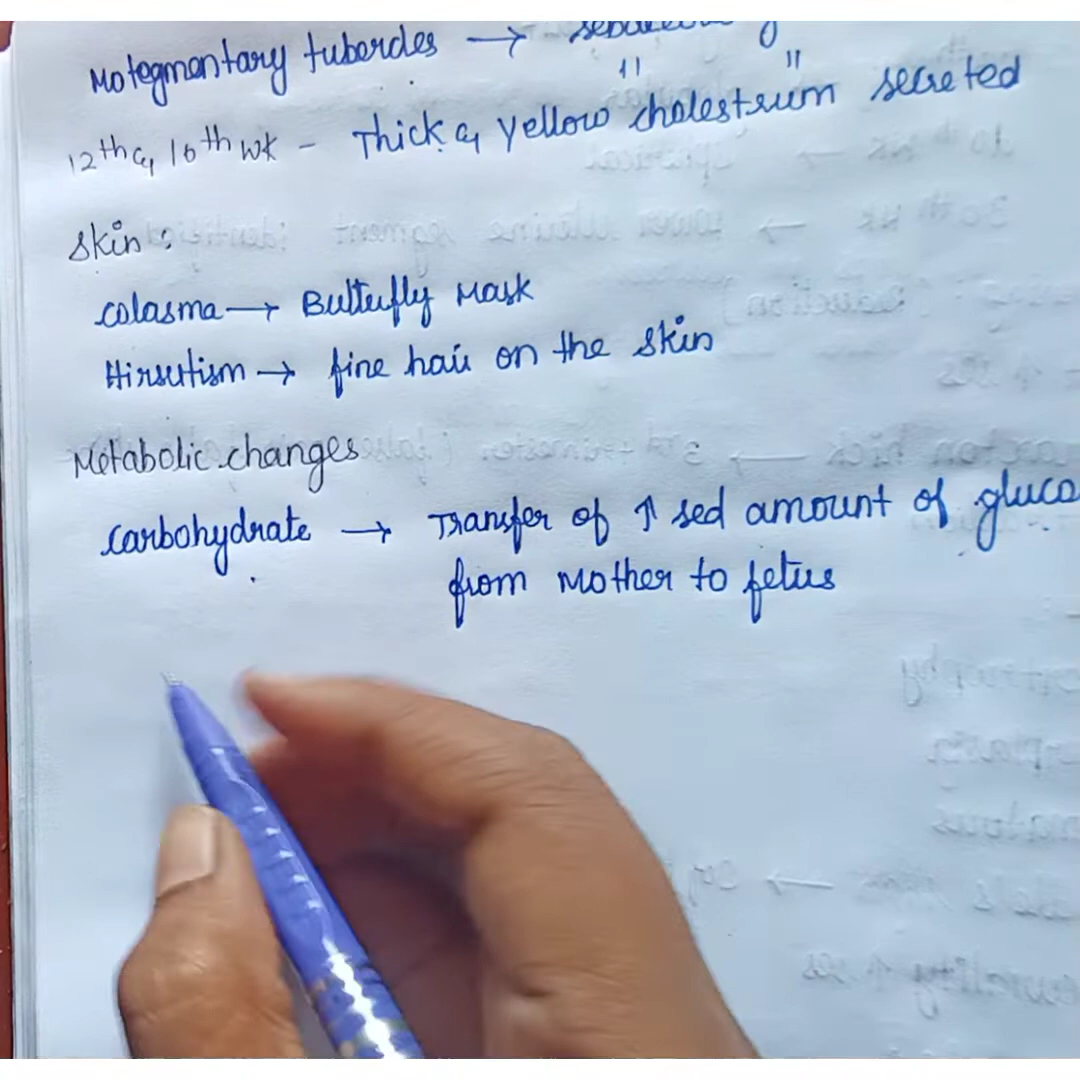 Motegmentary tubercles →
" "
12th & 16th wk - Thick & yellow cholestrum secreted
Skin :
colasma → Butterfly Mask
Hirsutism → fine hair on the skin
Metabolic changes
carbohydrate → Transfer of ↑ sed amount of gluco
from Mother to fetus